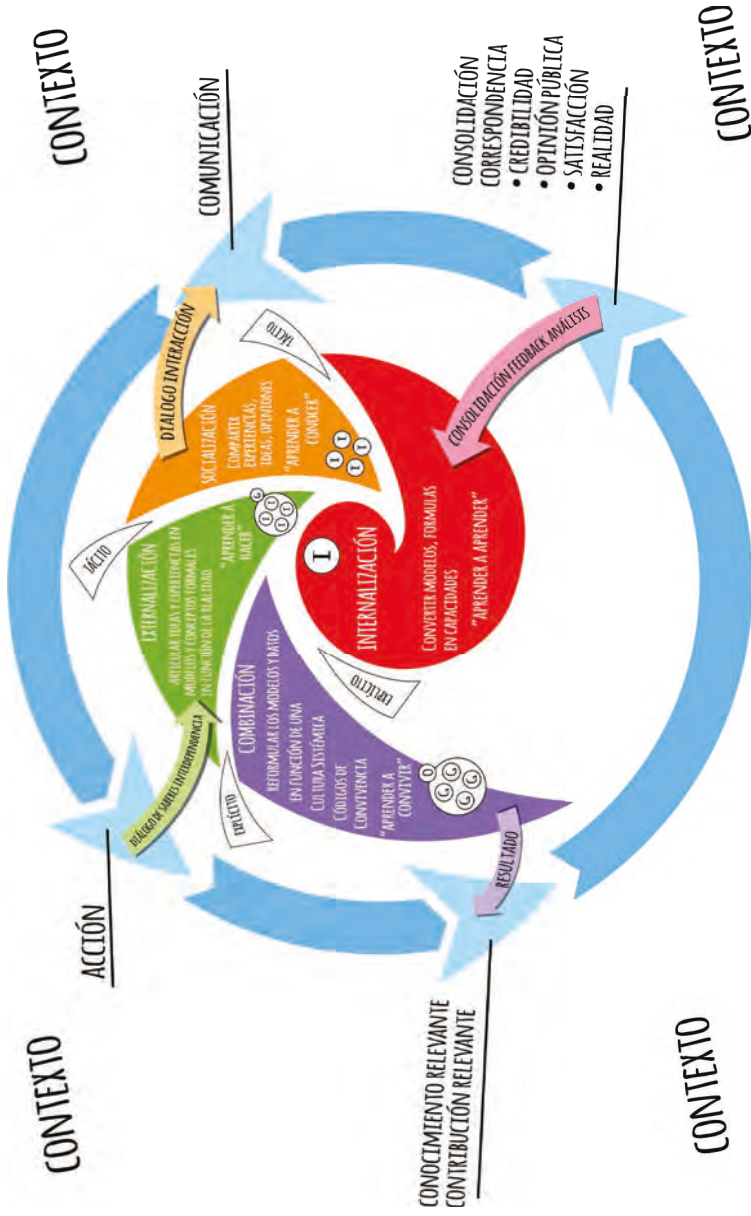 CONTEXTO
CONTEXTO
ACCIÓN
DIÁLOGO DE SABERES INTERDEPENDENCIA
TÁCITO
DIALOGO INTERACCIÓN
COMUNICACIÓN
EXTERNALIZACIÓN
ARTICULAR IDEAS Y EXPERIENCIAS EN
MODELOS Y CONCEPTOS FORMALES
EN FUNCIÓN DE LA REALIDAD
"APRENDER A
HACER"
G
I
I
I
I
I
SOCIALIZACIÓN
COMPARTIR
EXPERIENCIAS,
IDEAS, OPINIONES
"APRENDER A
CONOCER"
I
I
I
I
I
TÁCITO
EXPLÍCITO
COMBINACIÓN
REFORMULAR LOS MODELOS Y DATOS
EN FUNCIÓN DE UNA
CULTURA SISTÉMICA
CÓDIGOS DE
CONVIVENCIA
"APRENDER A
CONVIVIR"
O
G
G
G
G
EXPLÍCITO
I
INTERNALIZACIÓN
CONVERTER MODELOS, FORMULAS
EN CAPACIDADES
"APRENDER A APRENDER"
RESULTADO
CONOCIMIENTO RELEVANTE
CONTRIBUCIÓN RELEVANTE
CONSOLIDACIÓN FEEDBACK ANÁLISIS
CONSOLIDACIÓN
CORRESPONDENCIA
• CREDIBILIDAD
• OPINIÓN PÚBLICA
• SATISFACCIÓN
• REALIDAD
CONTEXTO
CONTEXTO